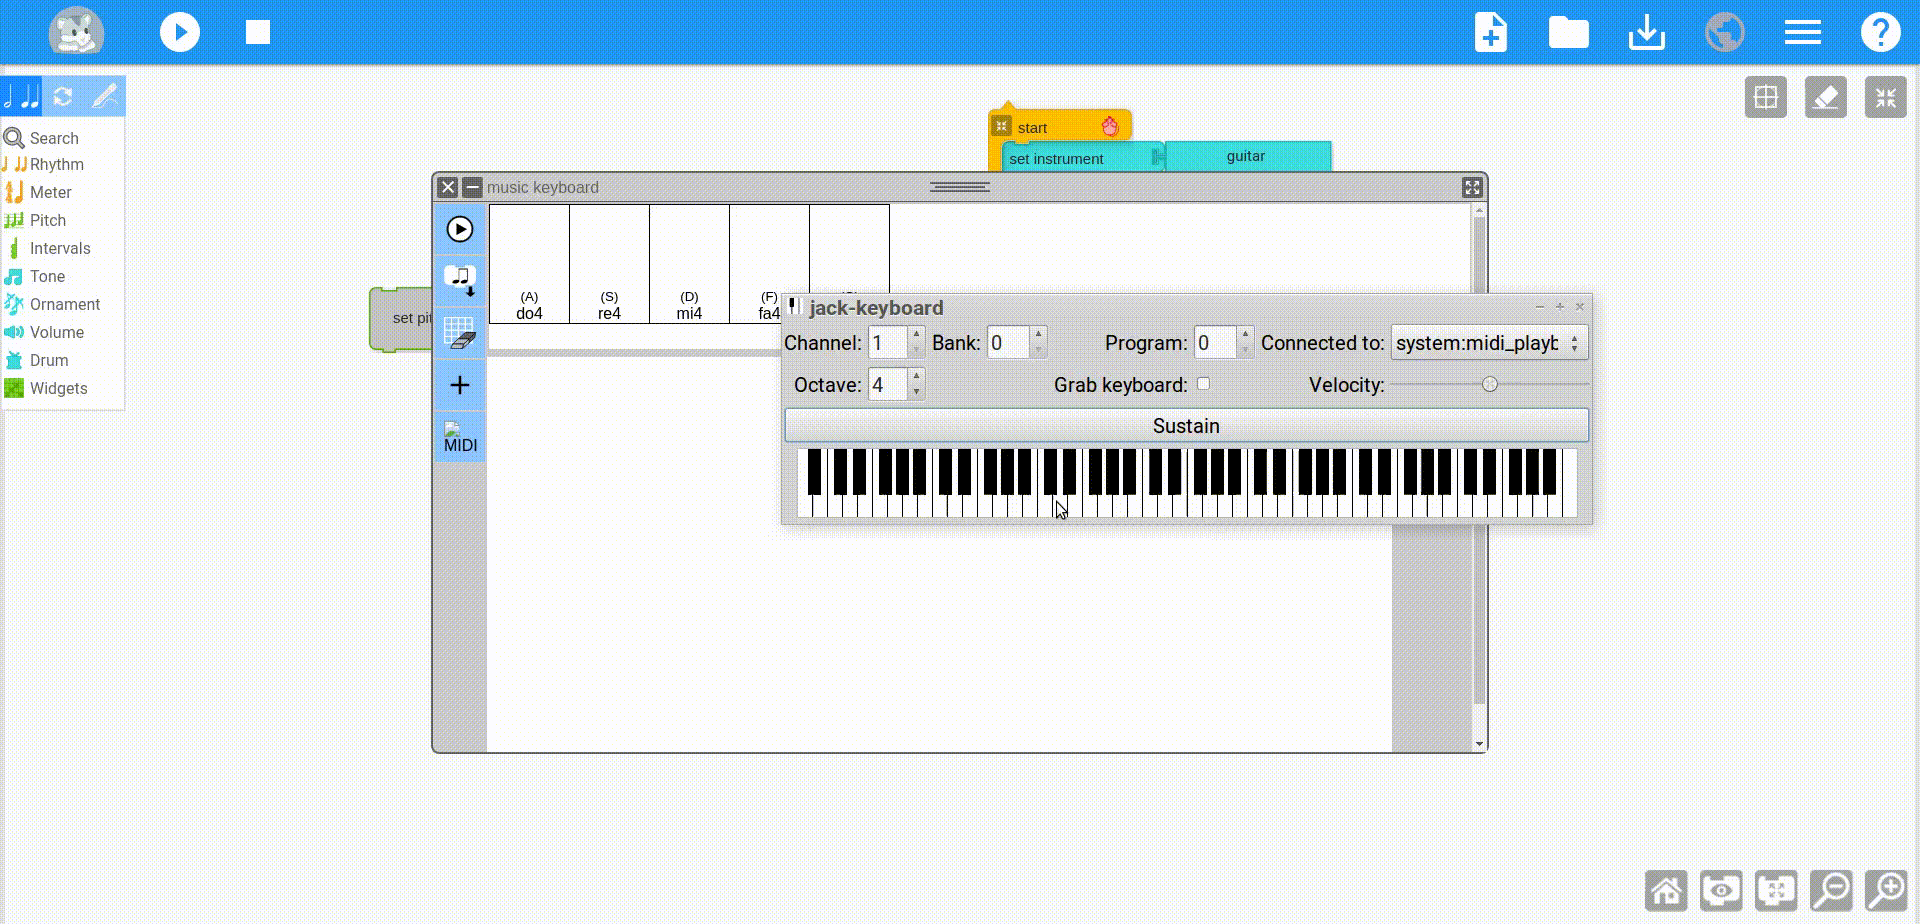 start
set instrument guitar
music keyboard
Search
Rhythm
Meter
Pitch
Intervals
Tone
Ornament
Volume
Drum
Widgets
set pit
MIDI
(A) (S) (D) (F)
do4 re4 mi4 fa4
jack-keyboard
Channel: 1 Bank: 0 Program: 0 Connected to: system:midi_playb
Octave: 4 Grab keyboard: Velocity:
Sustain